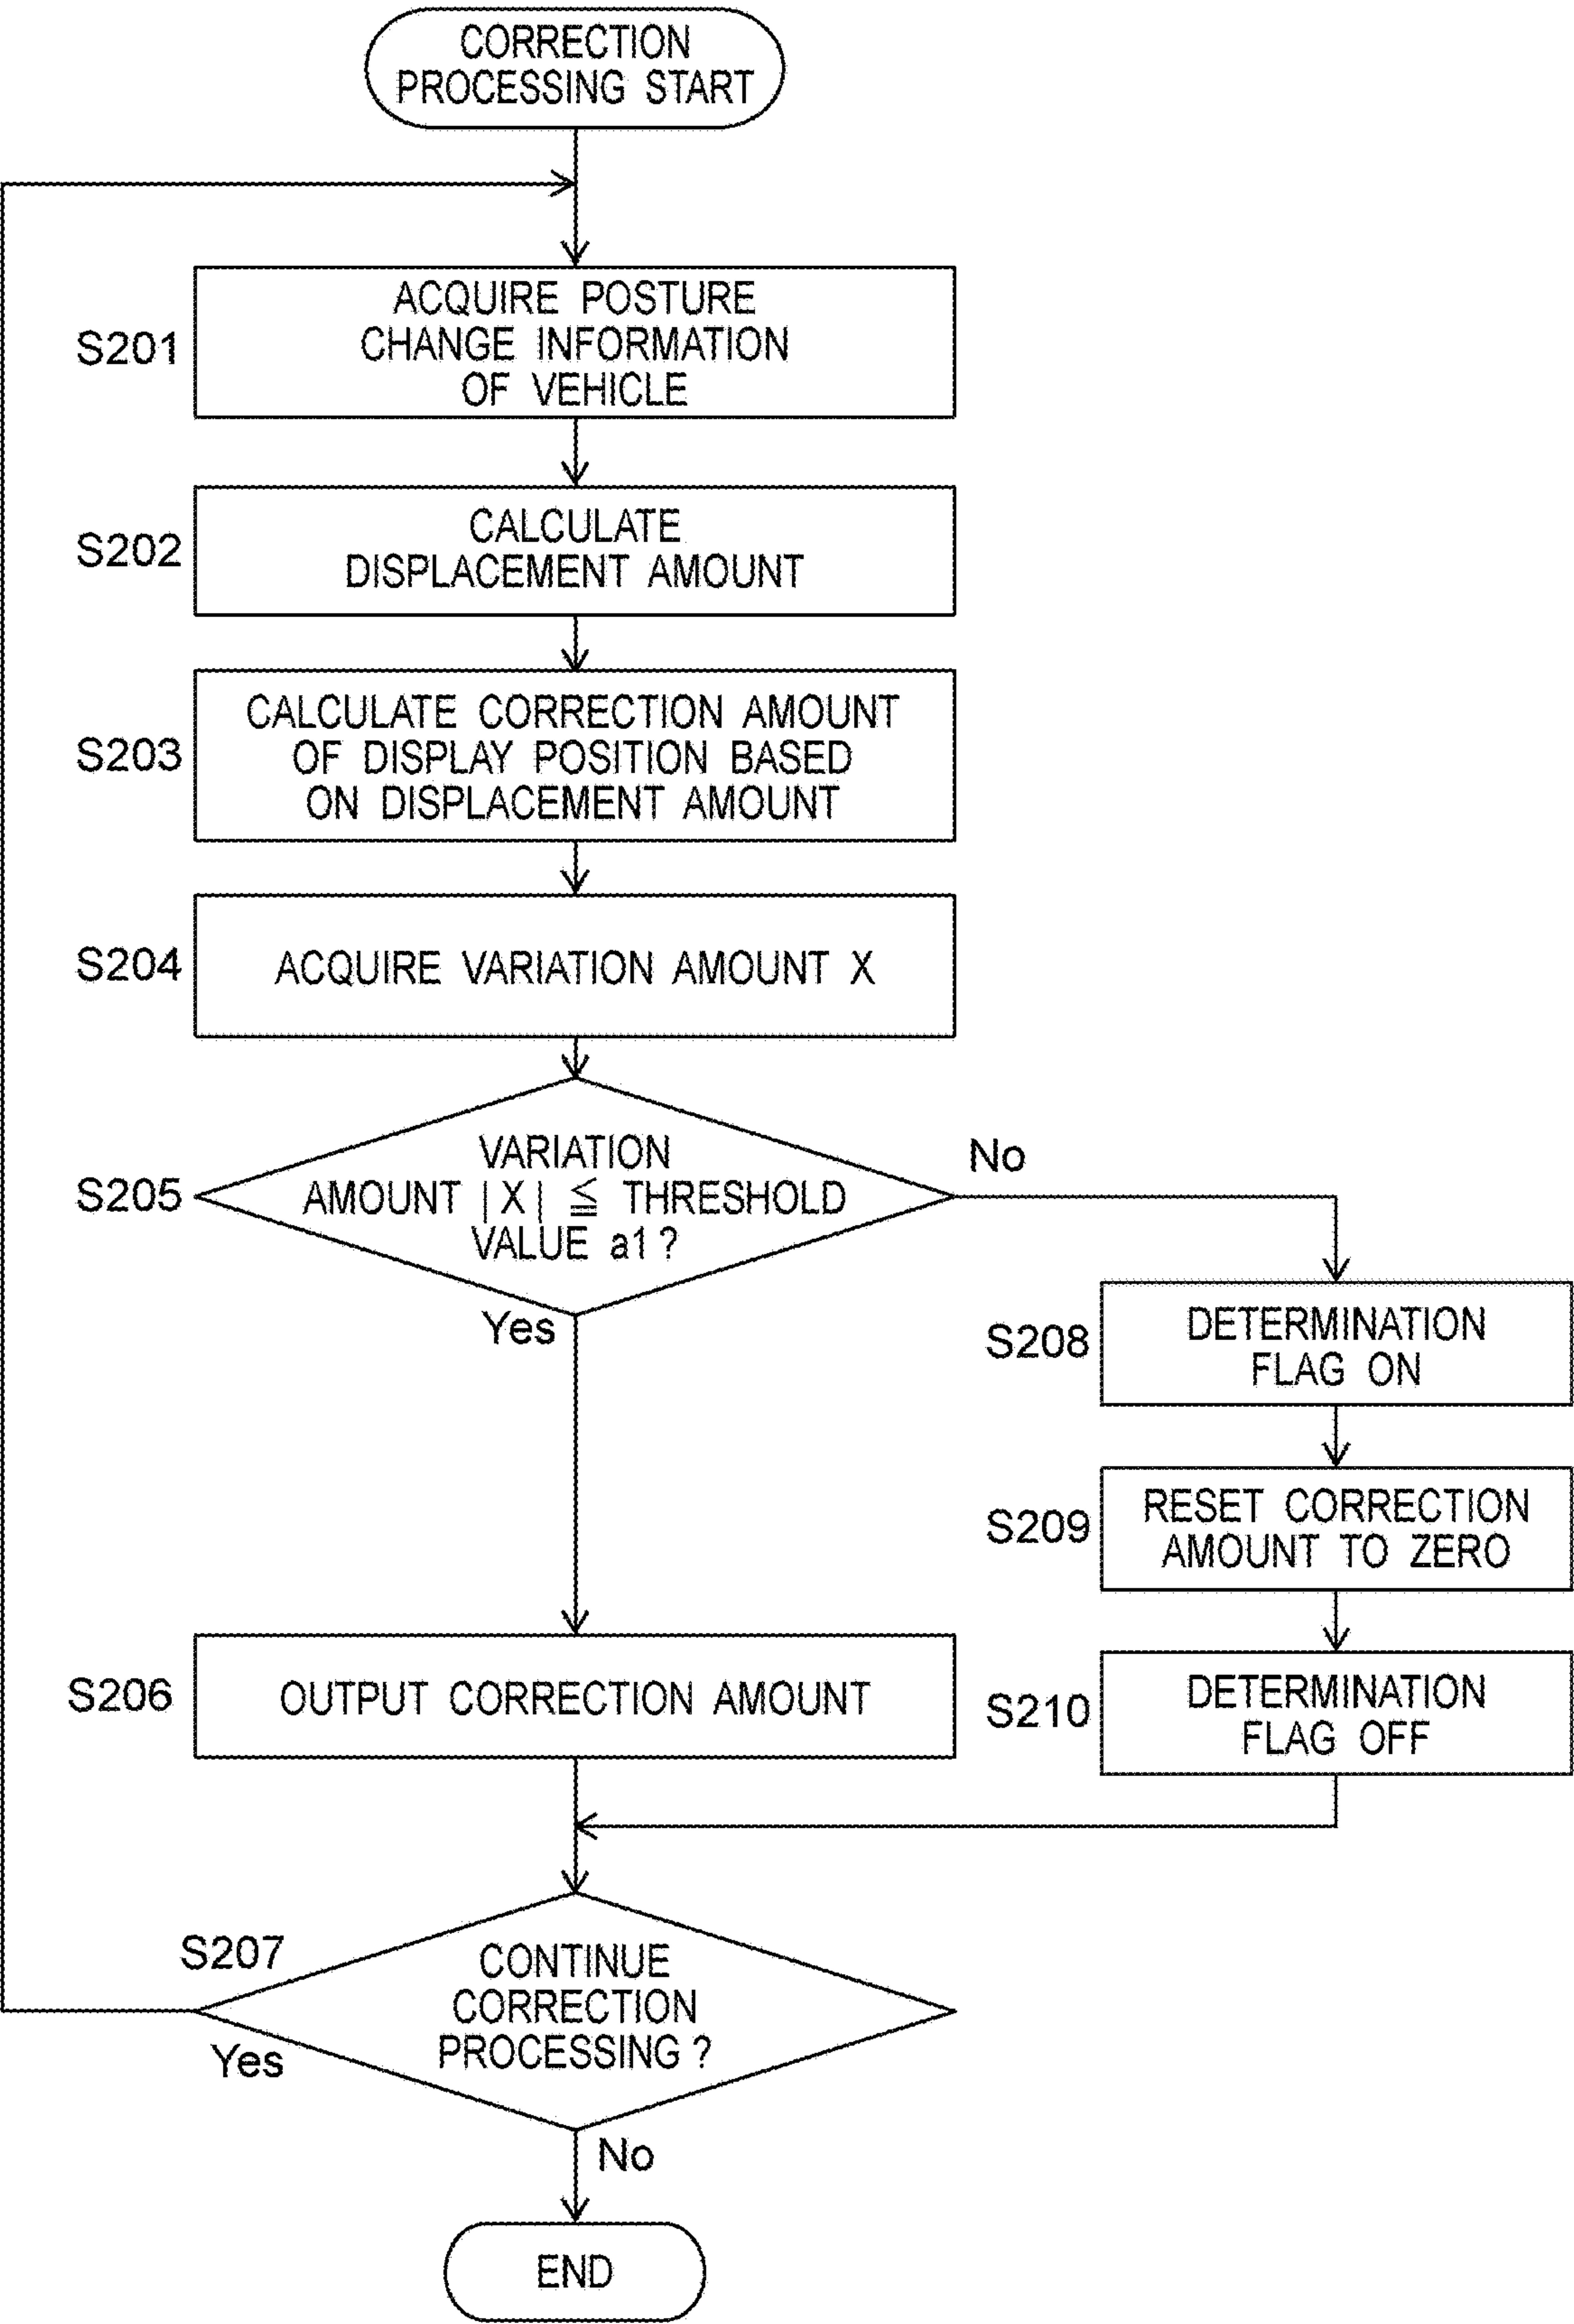 CORRECTION
PROCESSING START
S201
ACQUIRE POSTURE
CHANGE INFORMATION
OF VEHICLE
S202
CALCULATE
DISPLACEMENT AMOUNT
S203
CALCULATE CORRECTION AMOUNT
OF DISPLAY POSITION BASED
ON DISPLACEMENT AMOUNT
S204
ACQUIRE VARIATION AMOUNT X
S205
VARIATION
AMOUNT |X| ≦ THRESHOLD
VALUE a1?
No
Yes
S208
DETERMINATION
FLAG ON
S209
RESET CORRECTION
AMOUNT TO ZERO
S206
OUTPUT CORRECTION AMOUNT
S210
DETERMINATION
FLAG OFF
S207
CONTINUE
CORRECTION
PROCESSING?
Yes
No
END